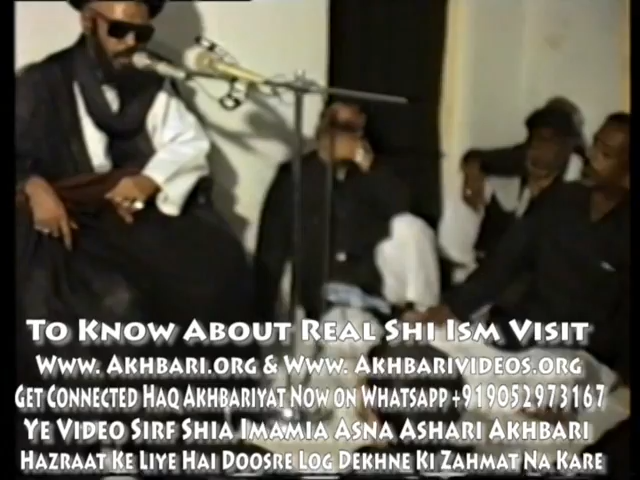 To Know About Real Shi Ism Visit
Www. Akhbari.org & Www. Akhbarivideos.org
Get Connected Haq Akhbariyat Now on Whatsapp +919052973167
Ye Video Sirf Shia Imamia Asna Ashari Akhbari
Hazraat Ke Liye Hai Doosre Log Dekhne Ki Zahmat Na Kare